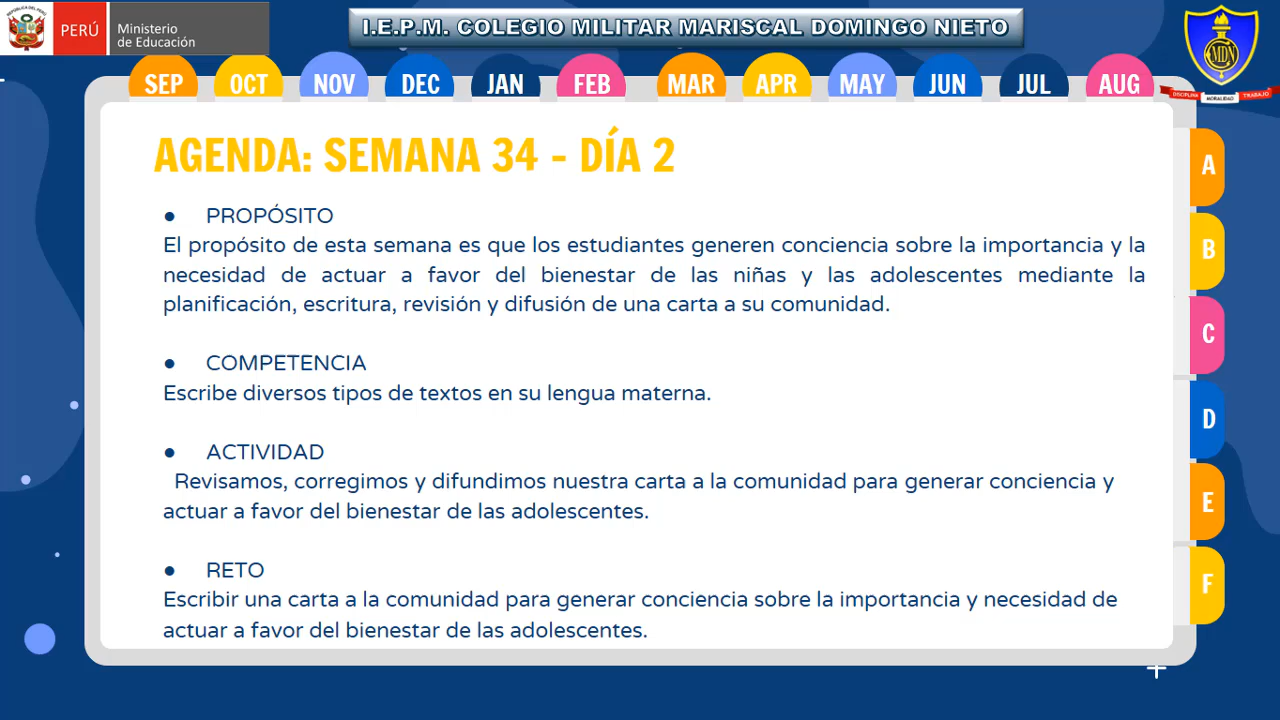 PERÚ
Ministerio
de Educación
I.E.P.M. COLEGIO MILITAR MARISCAL DOMINGO NIETO
MDN
DISCIPLINA MORALIDAD TRABAJO
SEP OCT NOV DEC JAN FEB MAR APR MAY JUN JUL AUG
AGENDA: SEMANA 34 - DÍA 2
● PROPÓSITO
El propósito de esta semana es que los estudiantes generen conciencia sobre la importancia y la
necesidad de actuar a favor del bienestar de las niñas y las adolescentes mediante la
planificación, escritura, revisión y difusión de una carta a su comunidad.
● COMPETENCIA
Escribe diversos tipos de textos en su lengua materna.
● ACTIVIDAD
Revisamos, corregimos y difundimos nuestra carta a la comunidad para generar conciencia y
actuar a favor del bienestar de las adolescentes.
● RETO
Escribir una carta a la comunidad para generar conciencia sobre la importancia y necesidad de
actuar a favor del bienestar de las adolescentes.
A
B
C
D
E
F